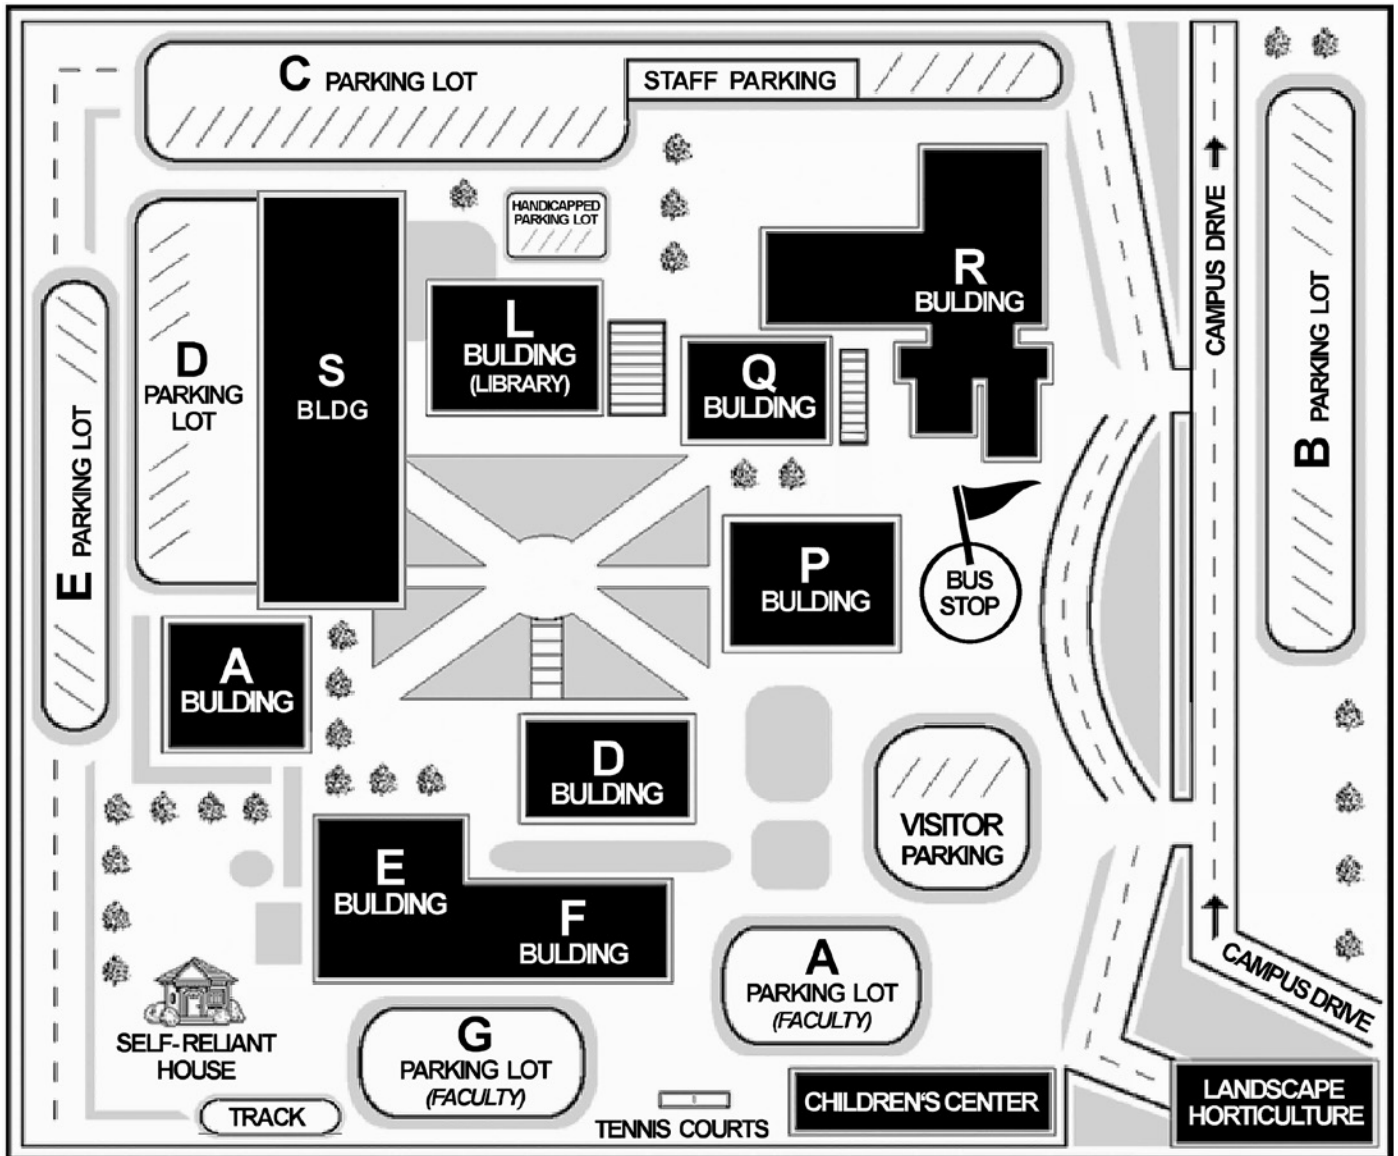 C PARKING LOT
STAFF PARKING
HANDICAPPED
PARKING LOT
CAMPUS DRIVE
B PARKING LOT
R
BULDING
L
BULDING
(LIBRARY)
Q
BULDING
D
PARKING
LOT
S
BLDG
E PARKING LOT
P
BULDING
BUS
STOP
A
BULDING
D
BULDING
VISITOR
PARKING
E
BULDING
F
BULDING
A
PARKING LOT
(FACULTY)
CAMPUS DRIVE
SELF-RELIANT
HOUSE
G
PARKING LOT
(FACULTY)
TRACK
TENNIS COURTS
CHILDREN'S CENTER
LANDSCAPE
HORTICULTURE